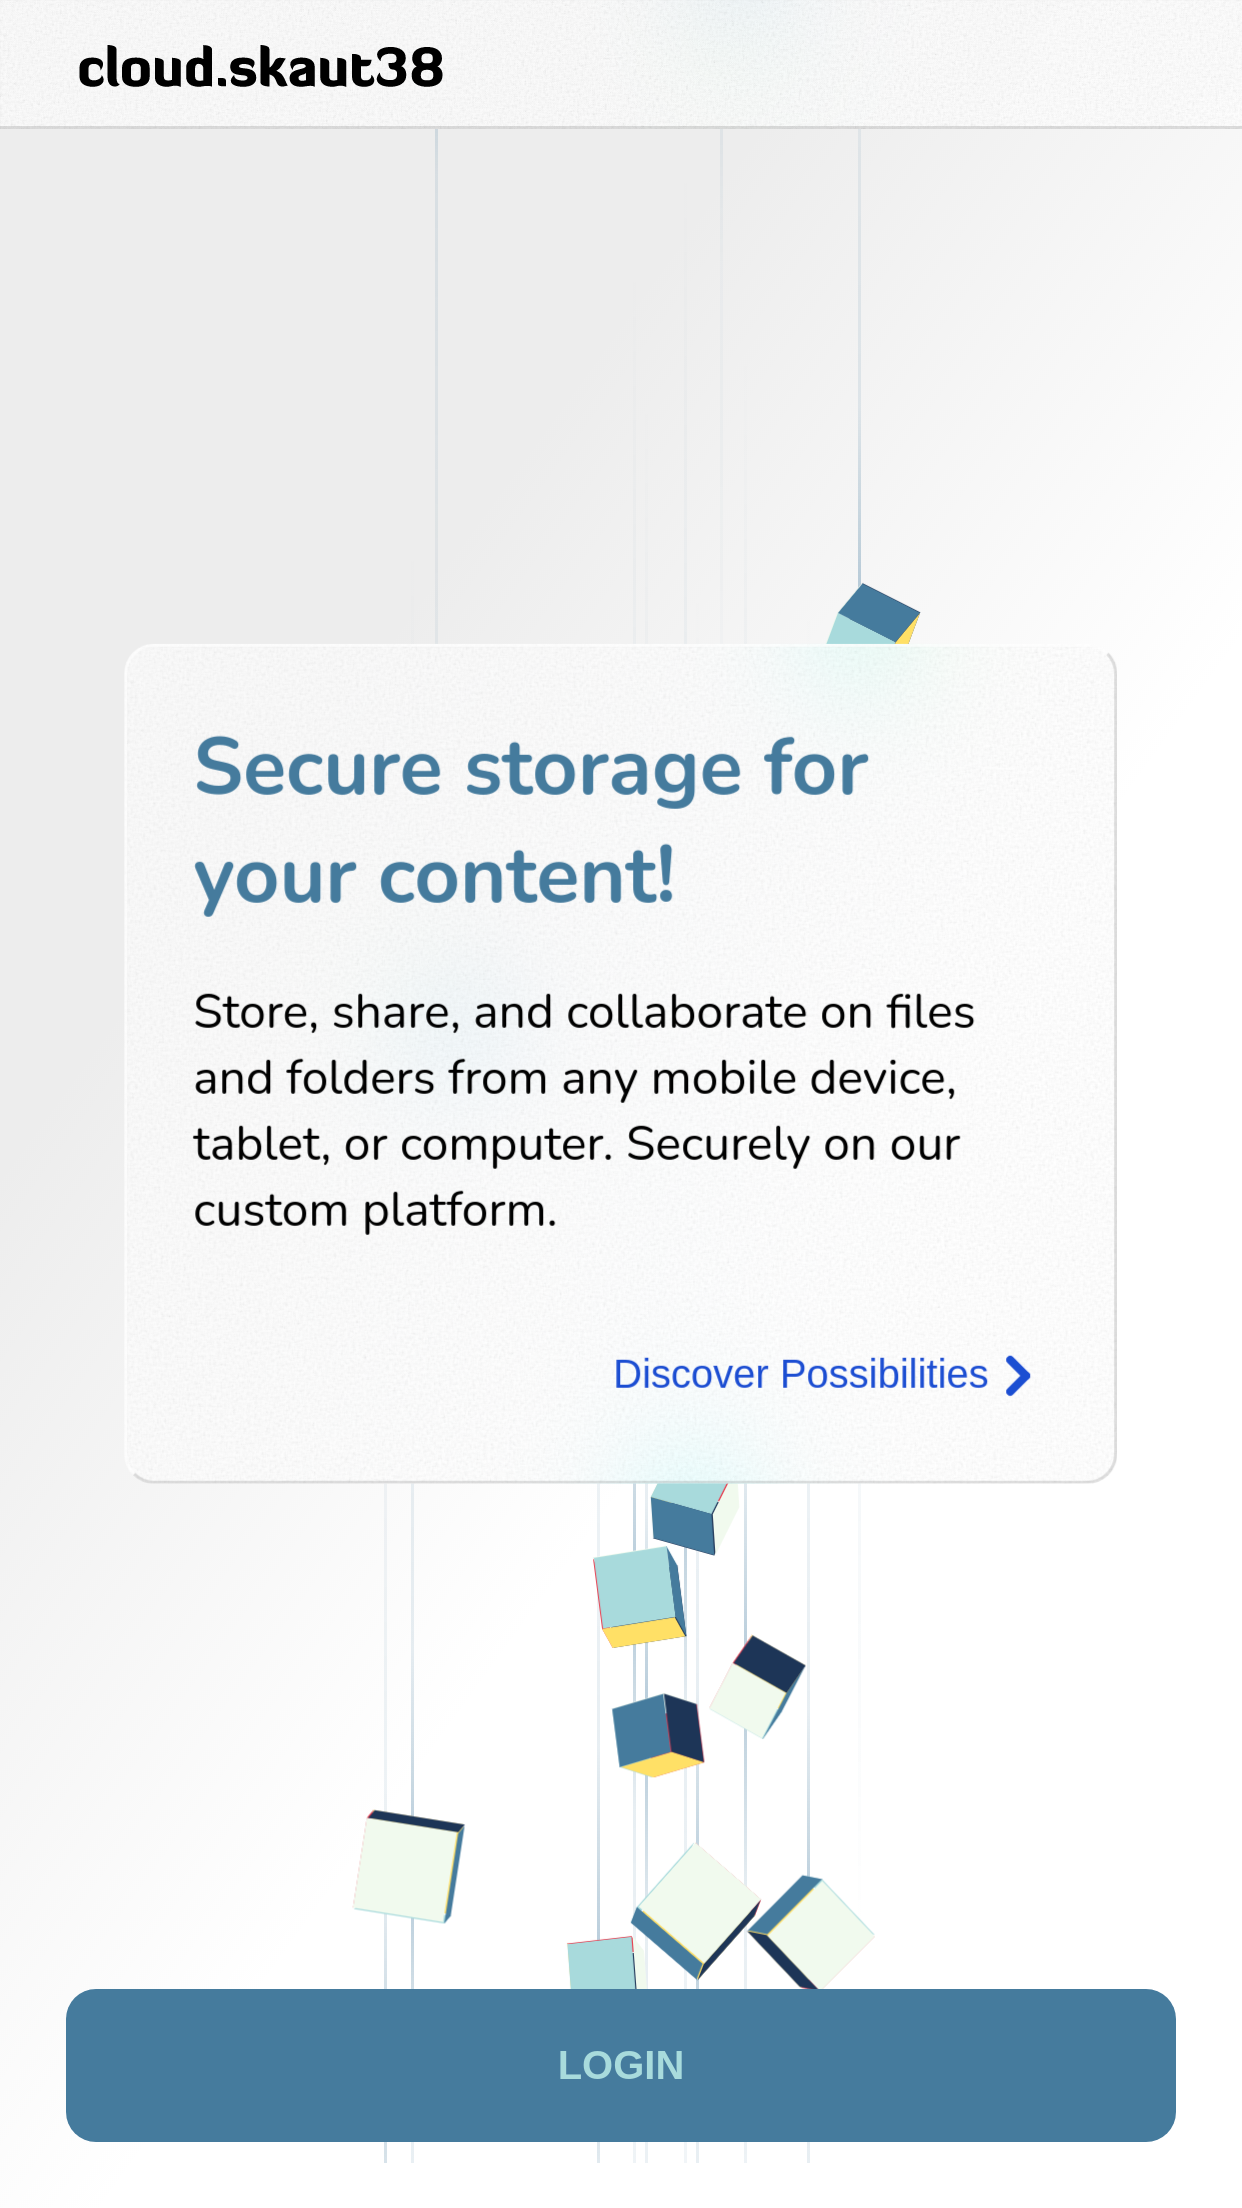 cloud.skaut38
Secure storage for
your content!
Store, share, and collaborate on files
and folders from any mobile device,
tablet, or computer. Securely on our
custom platform.
Discover Possibilities
LOGIN